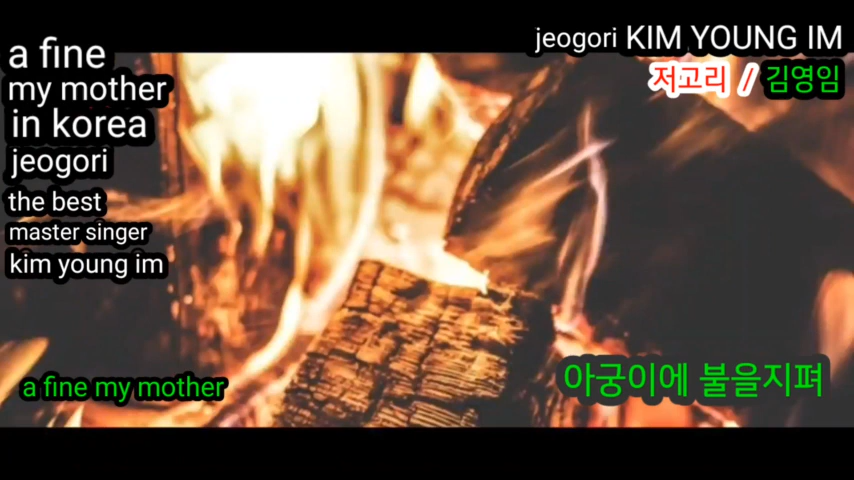 jeogori KIM YOUNG IM
저고리 / 김영임
a fine
my mother
in korea
jeogori
the best
master singer
kim young im
a fine my mother
아궁이에 불을지펴